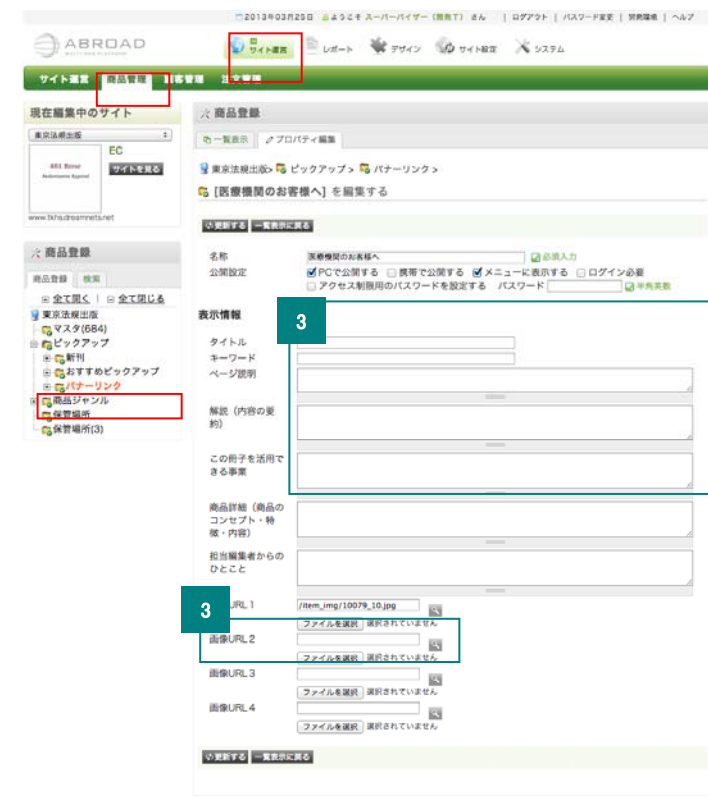 2013年03月25日 ようこそ スーパーバイザー（開発T） さん | ログアウト | パスワード変更 | 開発環境 | ヘルプ
ABROAD
サイト運営 レポート デザイン サイト設定 システム
サイト運営 商品管理 顧客管理 注文管理
現在編集中のサイト
東京法規出版
EC
サイトを見る
www.tkhs.dreamnets.net
商品登録
商品登録 検索
全て開く | 全て閉じる
東京法規出版
マスタ(684)
ピックアップ
新刊
おすすめピックアップ
バナーリンク
商品ジャンル
保管場所
保管場所(3)
商品登録
一覧表示 プロパティ編集
東京法規出版> ピックアップ> バナーリンク>
[医療機関のお客様へ] を編集する
更新する 一覧表示に戻る
名称 医療機関のお客様へ 必須入力
公開設定 PCで公開する 携帯で公開する メニューに表示する ログイン必要
アクセス制限用のパスワードを設定する パスワード 半角英数
表示情報
3
タイトル
キーワード
ページ説明
解説（内容の要
約）
この冊子を活用で
きる事業
商品詳細（商品の
コンセプト・特
徴・内容）
担当編集者からの
ひとこと
3
URL 1 /item_img/10079_10.jpg
ファイルを選択 選択されていません
画像URL 2
ファイルを選択 選択されていません
画像URL 3
ファイルを選択 選択されていません
画像URL 4
ファイルを選択 選択されていません
更新する 一覧表示に戻る